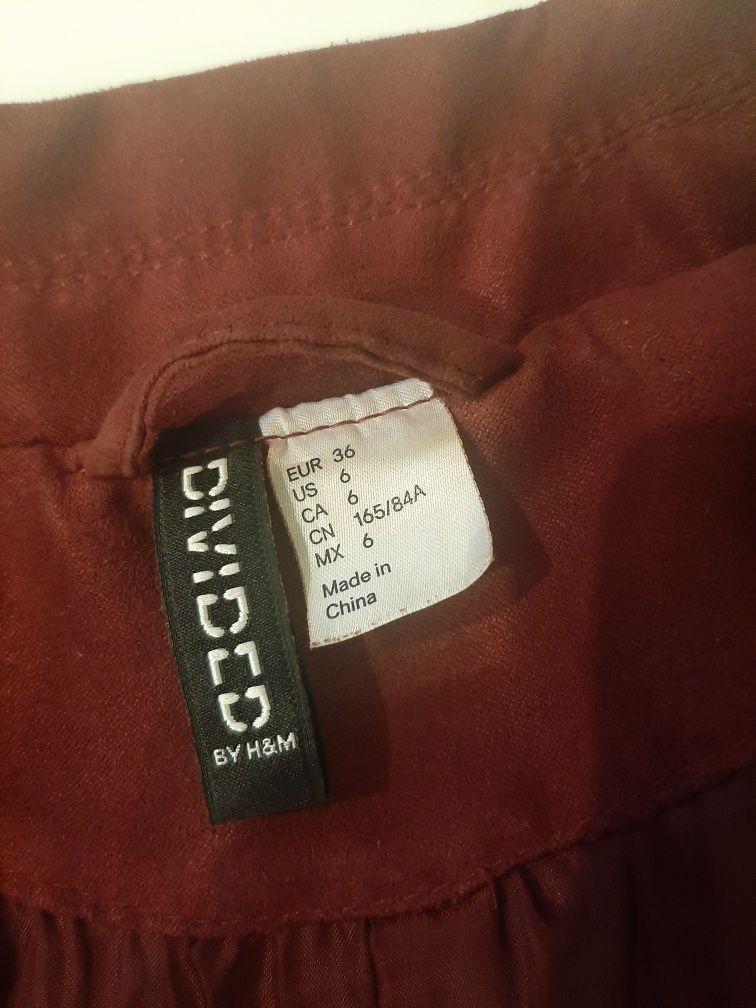 DIVIDED
BY H&M
EUR 36
US 6
CA 6
CN 165/84A
MX 6
Made in
China